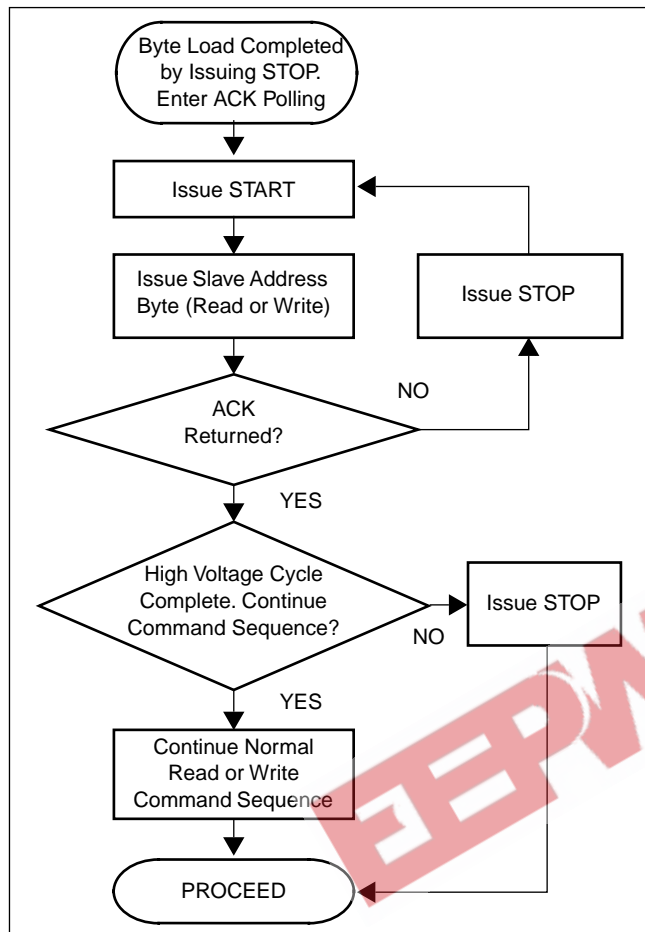 Byte Load Completed
by Issuing STOP.
Enter ACK Polling
Issue START
Issue Slave Address
Byte (Read or Write)
Issue STOP
NO
ACK
Returned?
YES
High Voltage Cycle
Complete. Continue
Command Sequence?
NO
Issue STOP
YES
Continue Normal
Read or Write
Command Sequence
PROCEED
EEPW